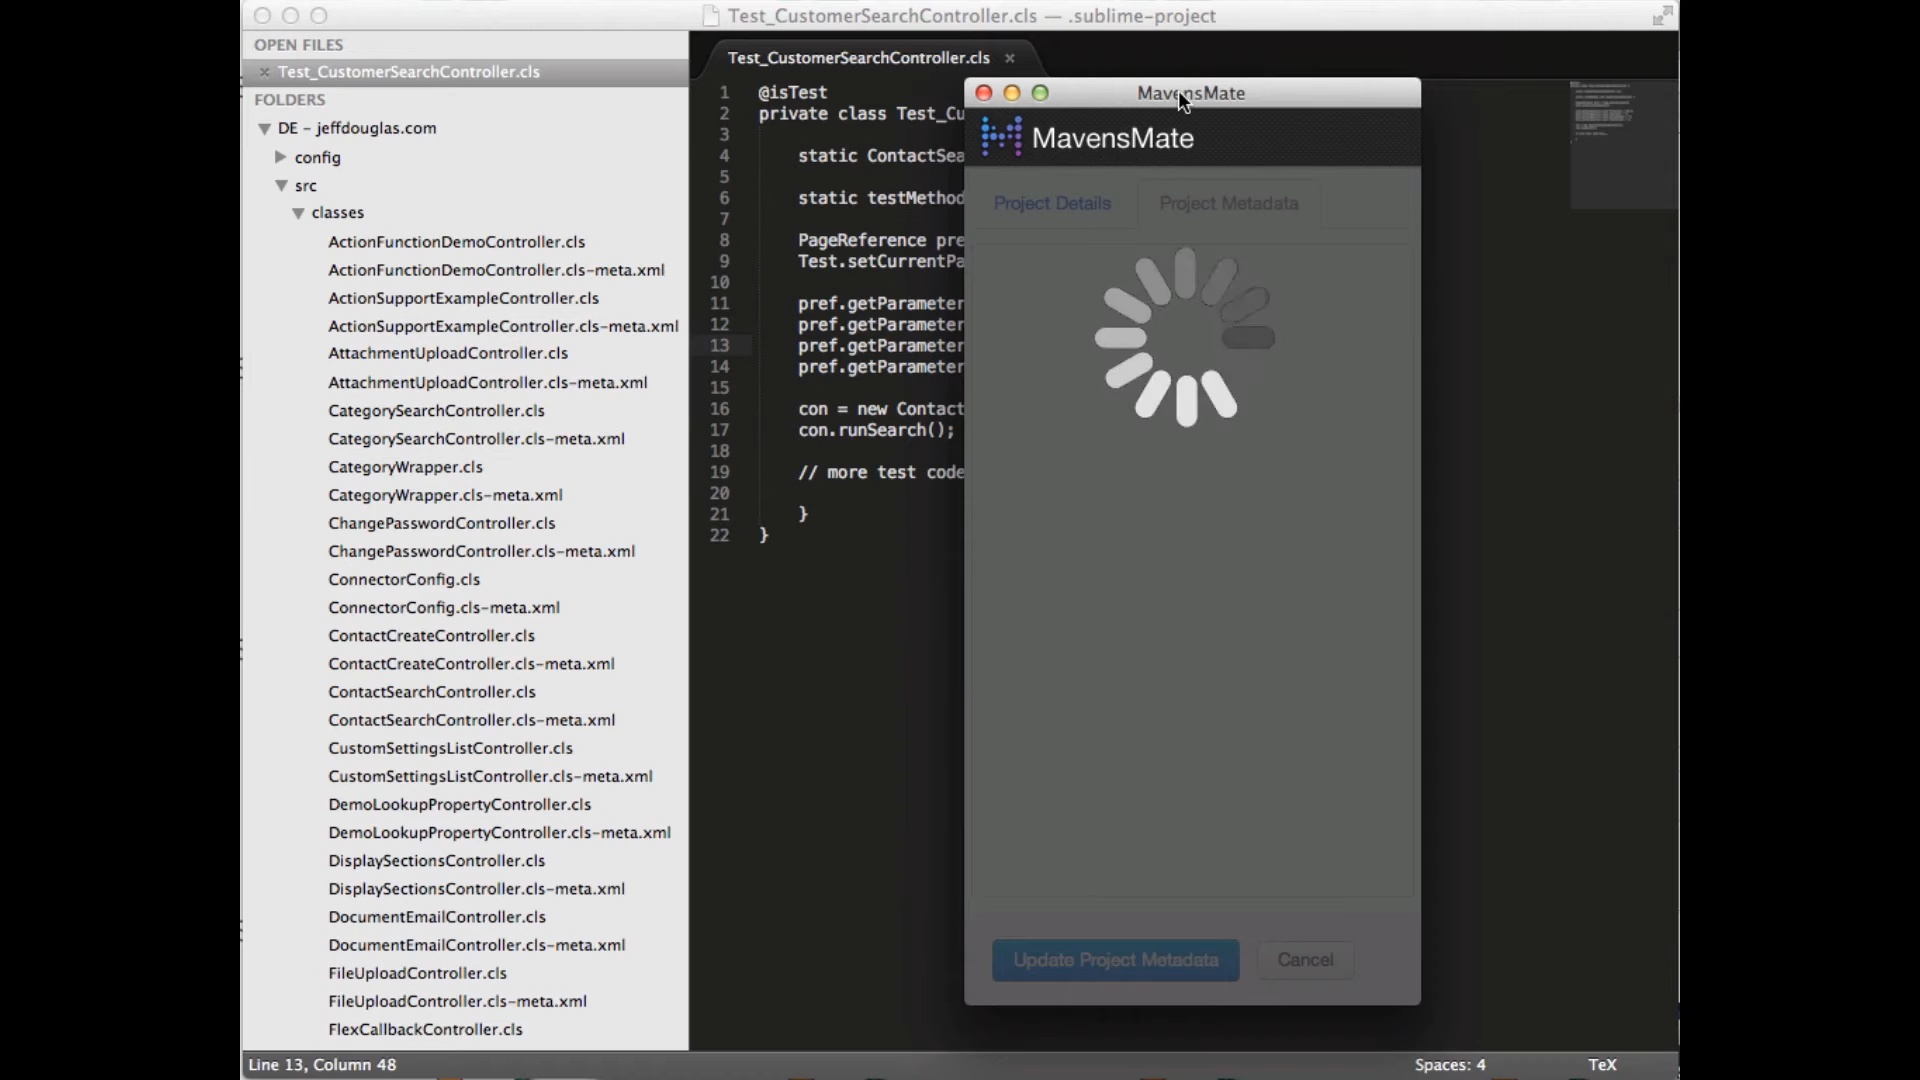 Test_CustomerSearchController.cls — .sublime-project
OPEN FILES
× Test_CustomerSearchController.cls
FOLDERS
DE – jeffdouglas.com
config
src
classes
ActionFunctionDemoController.cls
ActionFunctionDemoController.cls-meta.xml
ActionSupportExampleController.cls
ActionSupportExampleController.cls-meta.xml
AttachmentUploadController.cls
AttachmentUploadController.cls-meta.xml
CategorySearchController.cls
CategorySearchController.cls-meta.xml
CategoryWrapper.cls
CategoryWrapper.cls-meta.xml
ChangePasswordController.cls
ChangePasswordController.cls-meta.xml
ConnectorConfig.cls
ConnectorConfig.cls-meta.xml
ContactCreateController.cls
ContactCreateController.cls-meta.xml
ContactSearchController.cls
ContactSearchController.cls-meta.xml
CustomSettingsListController.cls
CustomSettingsListController.cls-meta.xml
DemoLookupPropertyController.cls
DemoLookupPropertyController.cls-meta.xml
DisplaySectionsController.cls
DisplaySectionsController.cls-meta.xml
DocumentEmailController.cls
DocumentEmailController.cls-meta.xml
FileUploadController.cls
FileUploadController.cls-meta.xml
FlexCallbackController.cls
Test_CustomerSearchController.cls ×
1 @isTest
2 private class Test_Cu
3
4 static ContactSea
5
6 static testMethod
7
8 PageReference pre
9 Test.setCurrentPa
10
11 pref.getParameter
12 pref.getParameter
13 pref.getParameter
14 pref.getParameter
15
16 con = new Contact
17 con.runSearch();
18
19 // more test code
20
21 }
22 }
MavensMate
MavensMate
Project Details Project Metadata
Update Project Metadata Cancel
Line 13, Column 48 Spaces: 4 TeX